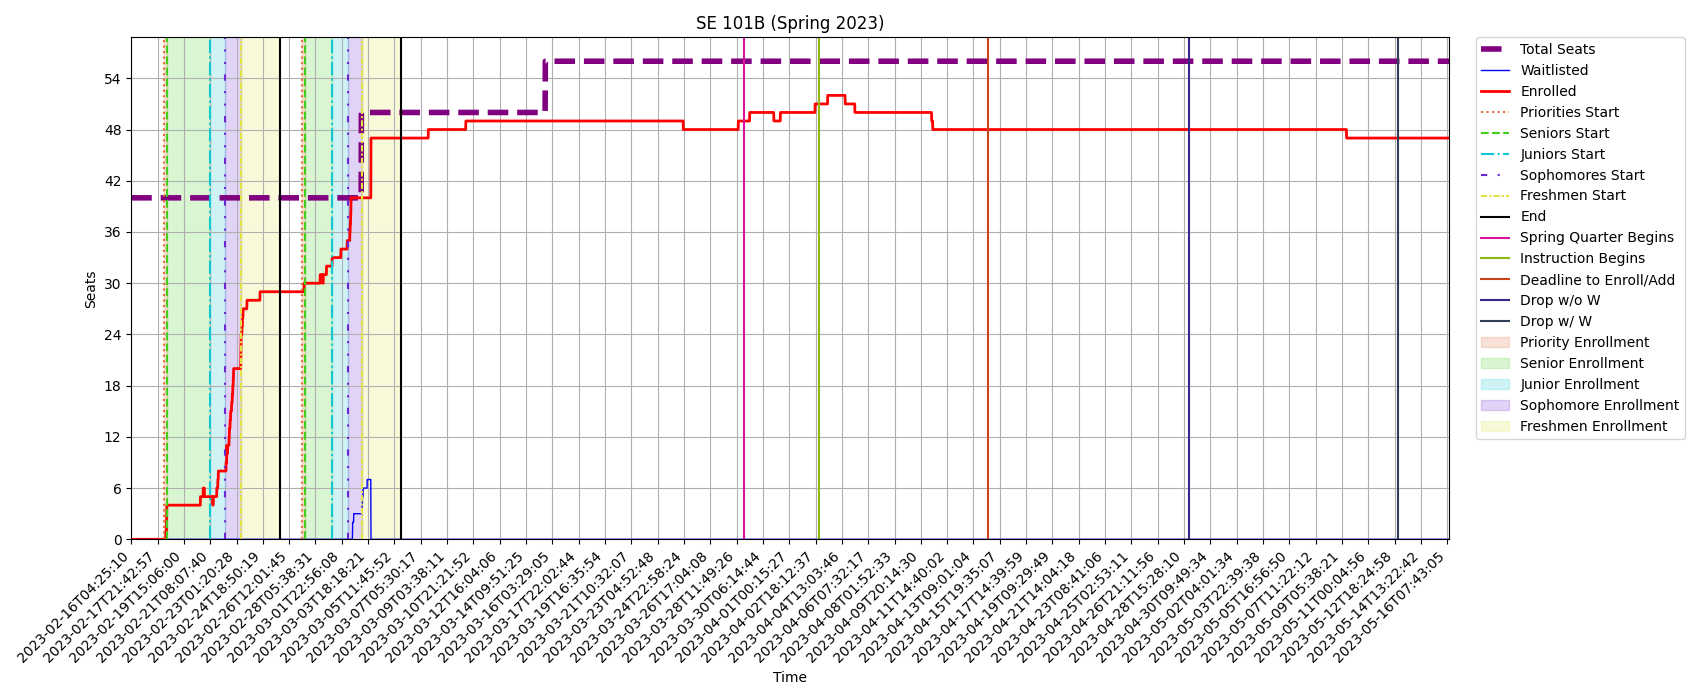 SE 101B (Spring 2023)
Seats
54
48
42
36
30
24
18
12
6
0
2023-02-16T04:25:10
2023-02-17T21:42:57
2023-02-19T15:06:00
2023-02-21T08:07:40
2023-02-23T01:20:28
2023-02-24T18:50:19
2023-02-26T12:01:45
2023-02-28T05:38:31
2023-03-01T22:56:08
2023-03-03T18:18:21
2023-03-05T11:45:52
2023-03-07T05:30:17
2023-03-09T03:38:11
2023-03-10T21:21:52
2023-03-12T16:04:06
2023-03-14T09:51:25
2023-03-16T03:29:05
2023-03-17T22:02:44
2023-03-19T16:35:54
2023-03-21T10:32:07
2023-03-23T04:52:48
2023-03-24T22:58:24
2023-03-26T17:04:08
2023-03-28T11:49:26
2023-03-30T06:14:44
2023-04-01T00:15:27
2023-04-02T18:12:37
2023-04-04T13:03:46
2023-04-06T07:32:17
2023-04-08T01:52:33
2023-04-09T20:14:30
2023-04-11T14:40:02
2023-04-13T09:01:04
2023-04-15T19:35:07
2023-04-17T14:39:59
2023-04-19T09:29:49
2023-04-21T14:04:18
2023-04-23T08:41:06
2023-04-25T02:53:11
2023-04-26T21:11:56
2023-04-28T15:28:10
2023-04-30T09:49:34
2023-05-02T04:01:34
2023-05-03T22:39:38
2023-05-05T16:56:50
2023-05-07T11:22:12
2023-05-09T05:38:21
2023-05-11T00:04:56
2023-05-12T18:24:58
2023-05-14T13:22:42
2023-05-16T07:43:05
Time
Total Seats
Waitlisted
Enrolled
Priorities Start
Seniors Start
Juniors Start
Sophomores Start
Freshmen Start
End
Spring Quarter Begins
Instruction Begins
Deadline to Enroll/Add
Drop w/o W
Drop w/ W
Priority Enrollment
Senior Enrollment
Junior Enrollment
Sophomore Enrollment
Freshmen Enrollment